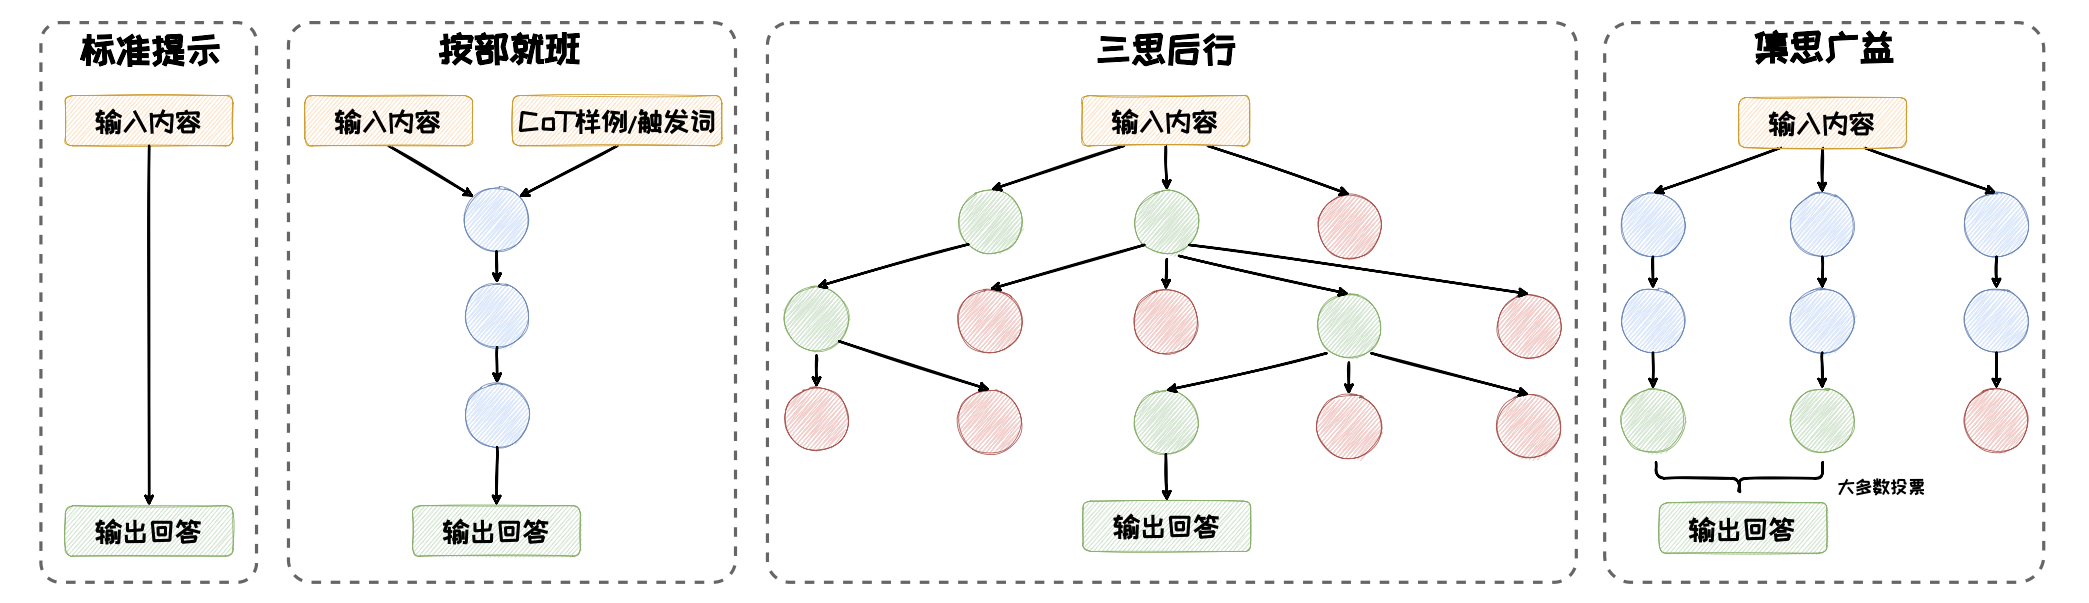 标准提示
输入内容
输出回答
按部就班
输入内容
CoT样例/触发词
输出回答
三思后行
输入内容
输出回答
集思广益
输入内容
大多数投票
输出回答